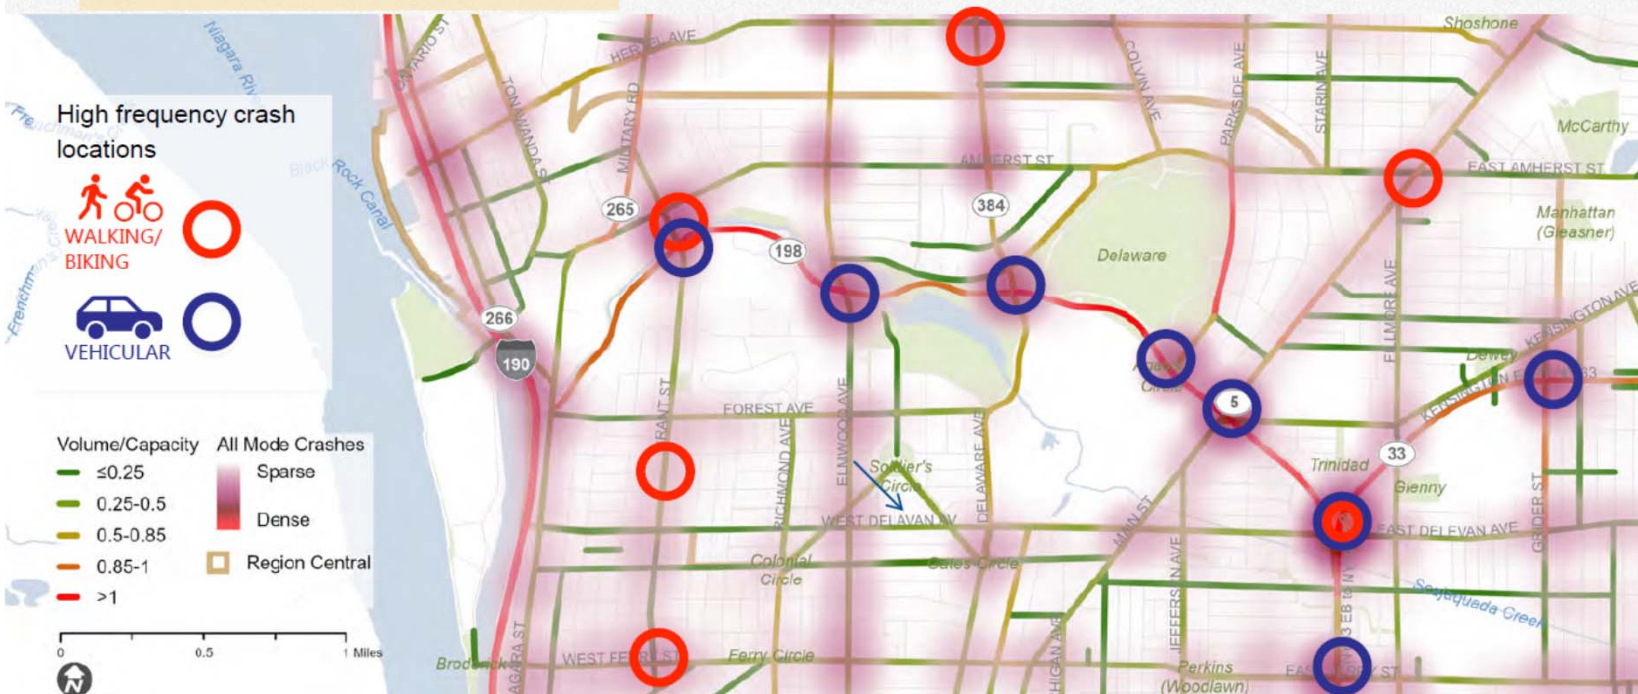 High frequency crash
locations
WALKING/
BIKING
VEHICULAR
Volume/Capacity
≤0.25
0.25-0.5
0.5-0.85
0.85-1
>1
All Mode Crashes
Sparse
Dense
Region Central
0 0.5 1 Miles
N
Niagara River
Black Rock Canal
ONTARIO ST
TONAWANDA ST
HERTEL AVE
MILITARY RD
COLVIN AVE
PARKSIDE AVE
STARIN AVE
Shoshone
McCarthy
AMHERST ST
EAST AMHERST ST
265
384
198
Delaware
Manhattan
(Gleasner)
266
190
FILLMORE AVE
KENSINGTON AVE
Dewey
33
5
FOREST AVE
RICHMOND AVE
ELMWOOD AVE
DELAWARE AVE
Soldier's
Circle
Trinidad
Glenny
33
WEST DELAVAN AV
EAST DELEVAN AVE
MAIN ST
GRIDER ST
JEFFERSON AVE
Colonial
Circle
Gates Circle
Scajaquada Creek
Broderick
WEST FERRY ST
Ferry Circle
Perkins
(Woodlawn)